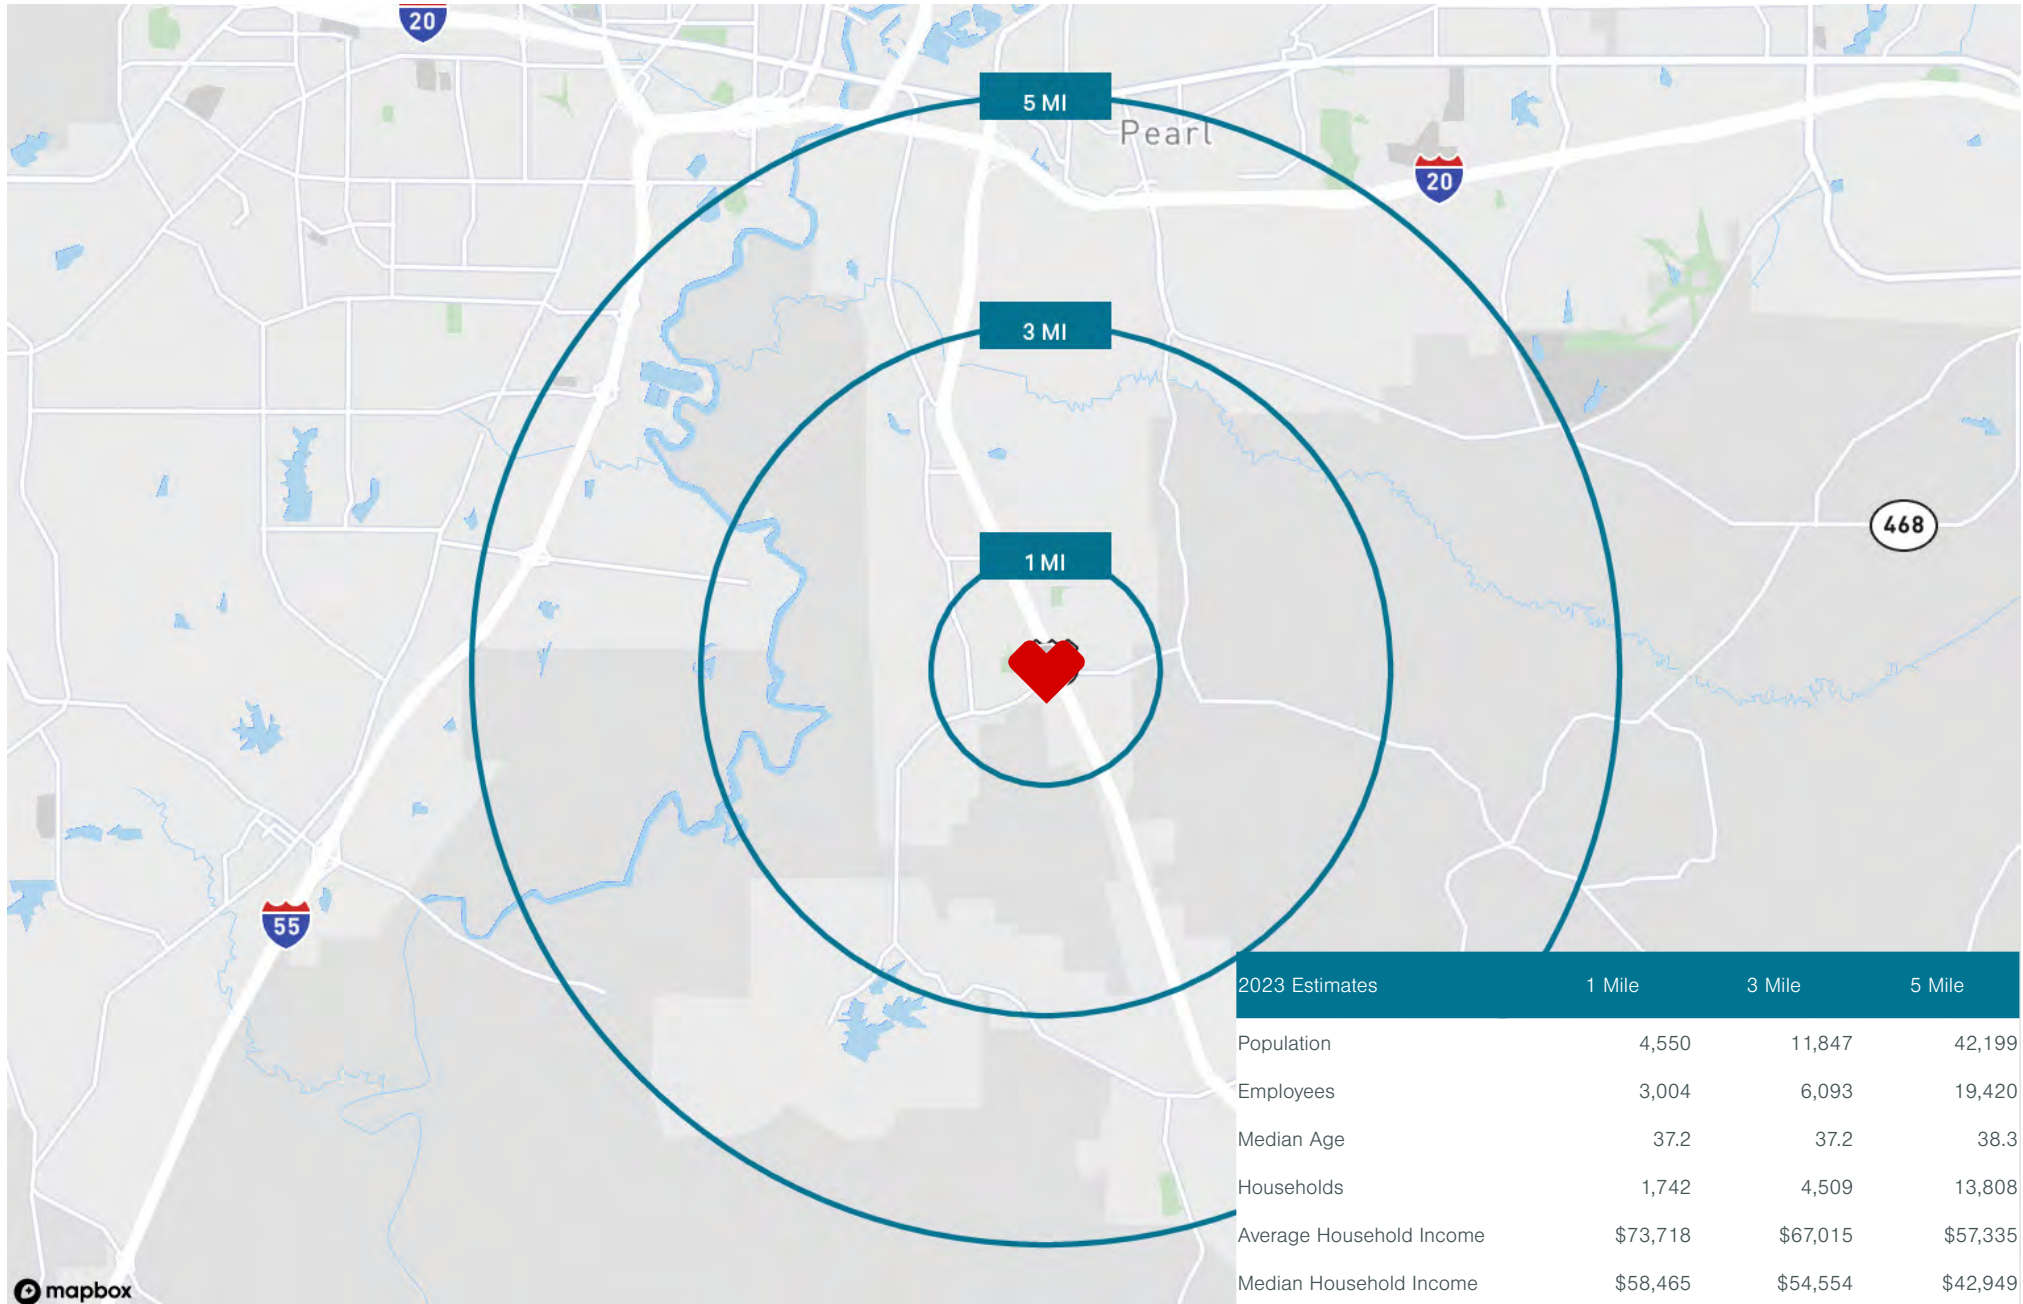 20
5 MI
Pearl
20
3 MI
468
1 MI
55
2023 Estimates 1 Mile 3 Mile 5 Mile
Population 4,550 11,847 42,199
Employees 3,004 6,093 19,420
Median Age 37.2 37.2 38.3
Households 1,742 4,509 13,808
Average Household Income $73,718 $67,015 $57,335
Median Household Income $58,465 $54,554 $42,949
mapbox